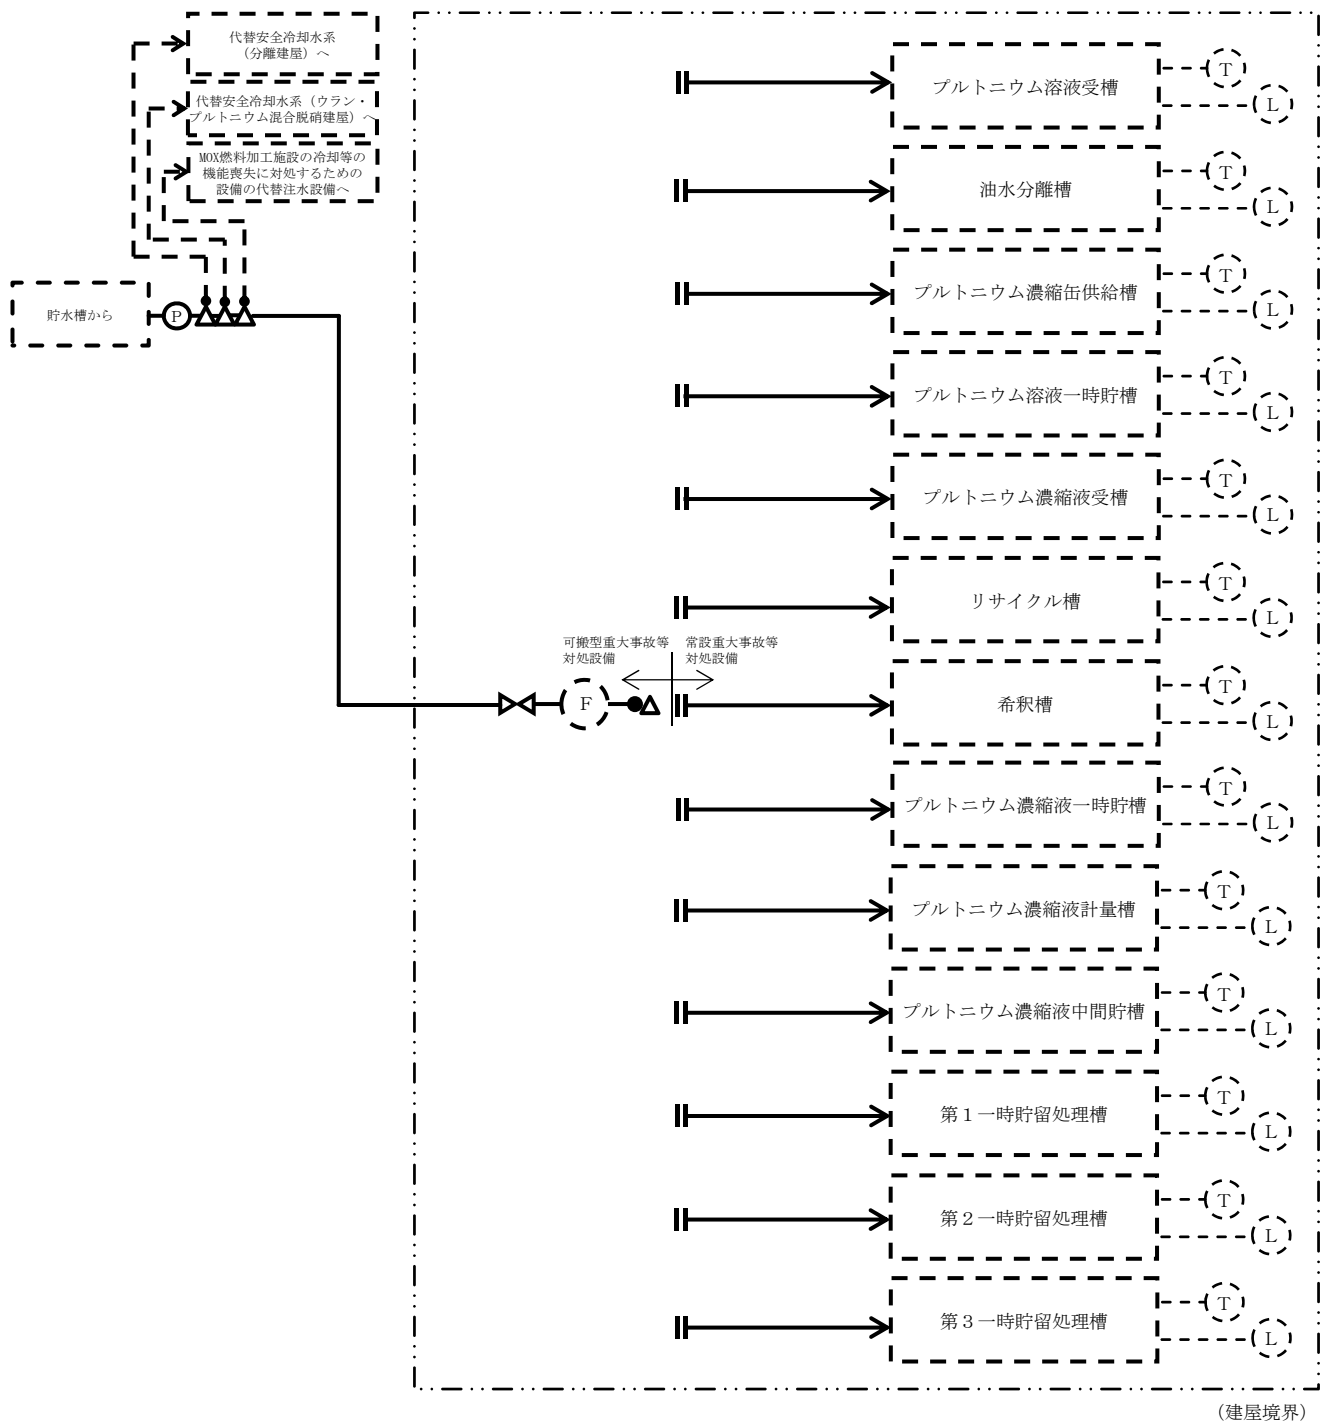 代替安全冷却水系
（分離建屋）へ
代替安全冷却水系（ウラン・
プルトニウム混合脱硝建屋）へ
MOX燃料加工施設の冷却等の
機能喪失に対処するための
設備の代替注水設備へ
貯水槽から
P
可搬型重大事故等
対処設備
常設重大事故等
対処設備
F
プルトニウム溶液受槽
T
L
油水分離槽
T
L
プルトニウム濃縮缶供給槽
T
L
プルトニウム溶液一時貯槽
T
L
プルトニウム濃縮液受槽
T
L
リサイクル槽
T
L
希釈槽
T
L
プルトニウム濃縮液一時貯槽
T
L
プルトニウム濃縮液計量槽
T
L
プルトニウム濃縮液中間貯槽
T
L
第１一時貯留処理槽
T
L
第２一時貯留処理槽
T
L
第３一時貯留処理槽
T
L
（建屋境界）